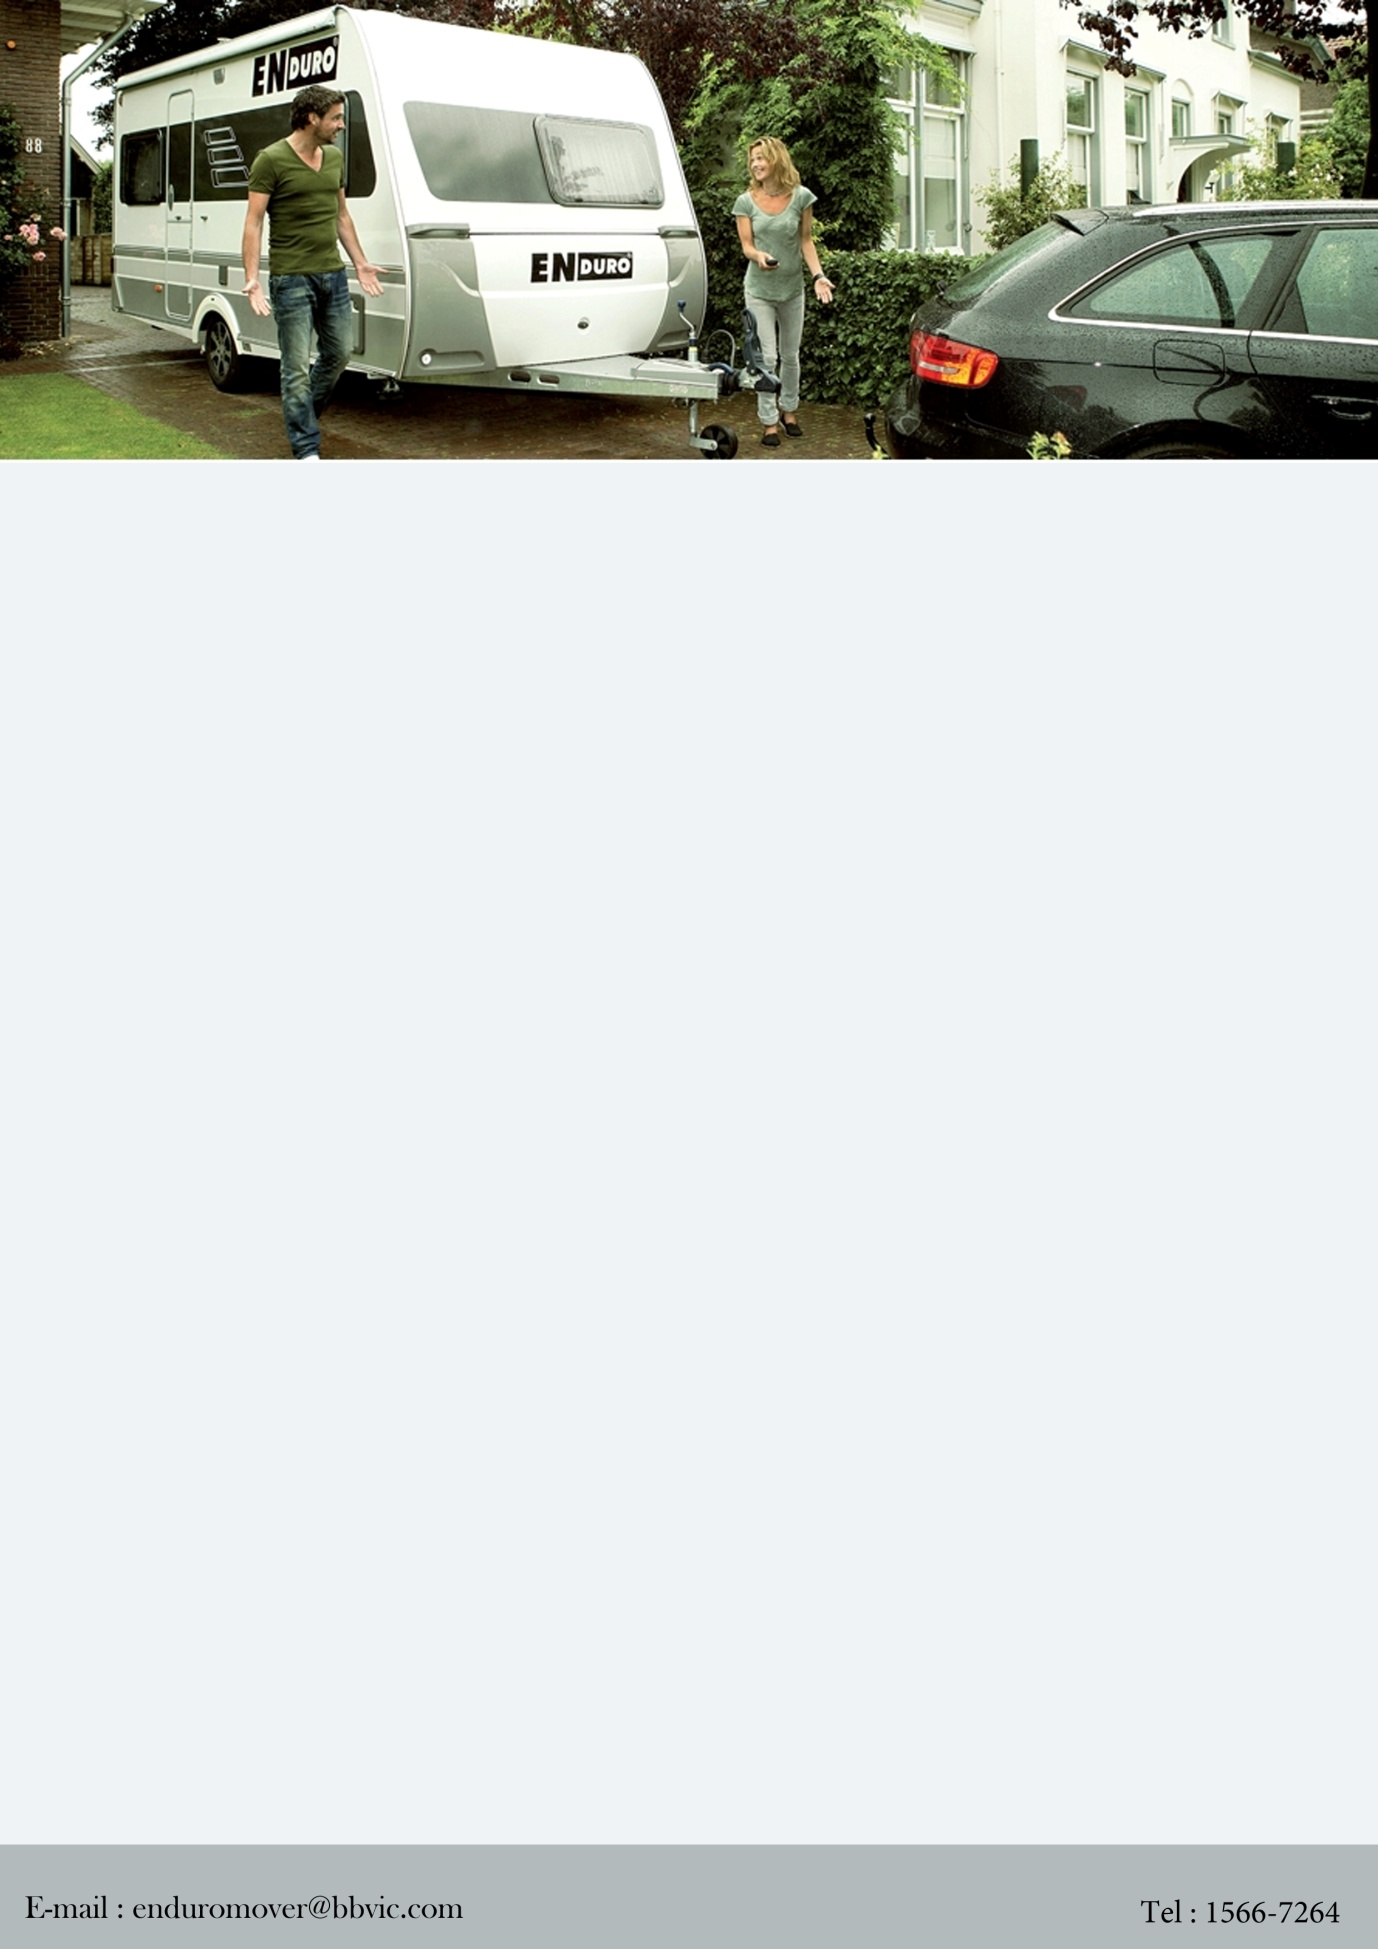 ENDURO
88
ENDURO
E-mail : enduromover@bbvic.com
Tel : 1566-7264